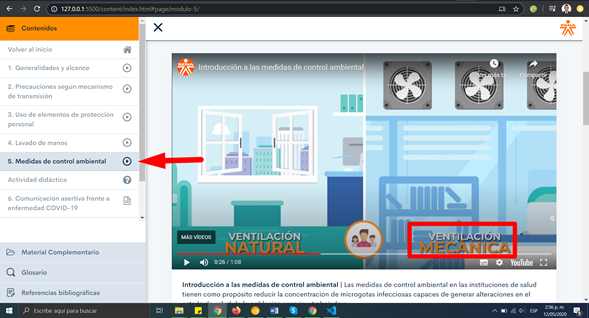 127.0.0.1:5500/content/index.html#page/modulo-5/
Contenidos
Volver al inicio
1. Generalidades y alcance
2. Precauciones según mecanismo
de transmisión
3. Uso de elementos de protección
personal
4. Lavado de manos
5. Medidas de control ambiental
Actividad didactica
6. Comunicación asertiva frente a
enfermedad COVID-19
Material Complementario
Glosario
Referencias bibliográficas
Introducción a las medidas de control ambiental
MÁS VÍDEOS
VENTILACIÓN
NATURAL
VENTILACIÓN
MECANICA
0:26 / 1:08
YouTube
Introducción a las medidas de control ambiental | Las medidas de control ambiental en las instituciones de salud
tienen como propósito reducir la concentración de microgotas infecciosas capaces de generar alteraciones en el
Escribe aquí para buscar
ESP
3:36 p. m.
12/05/2020